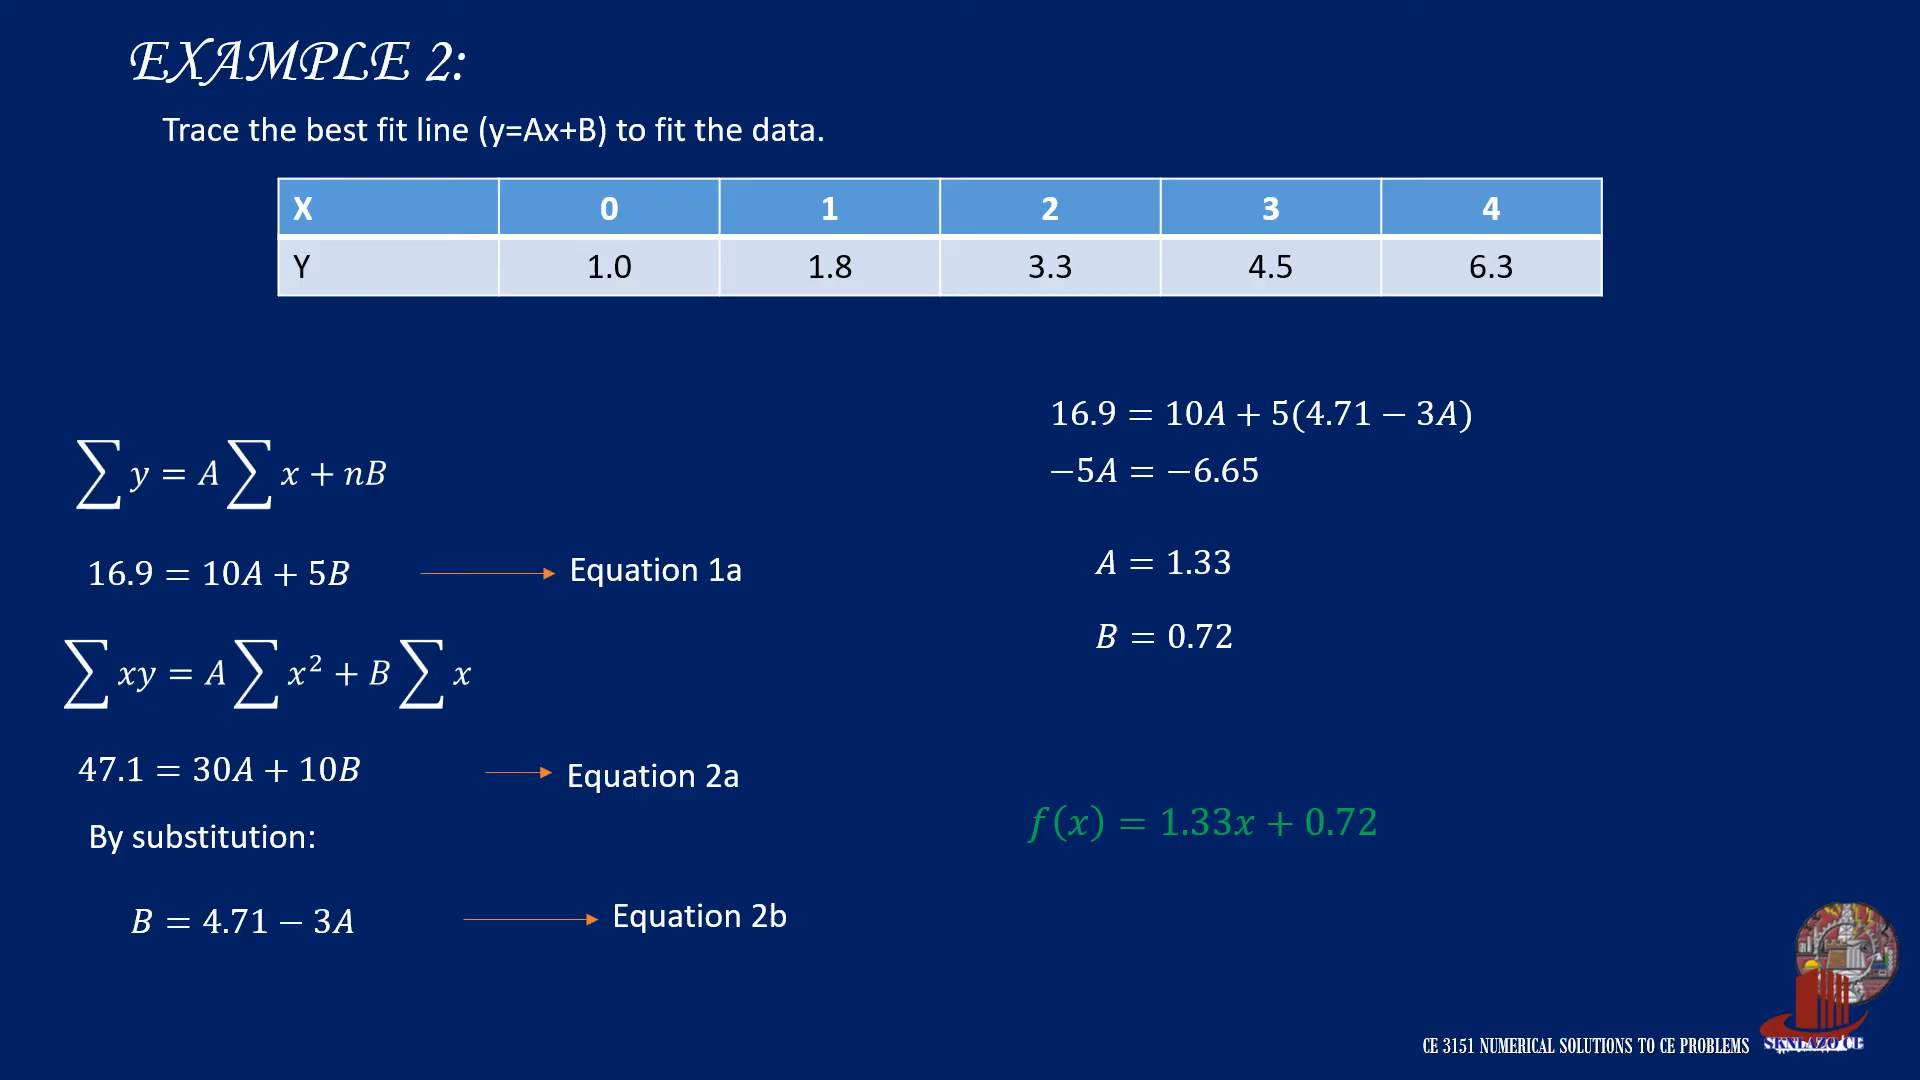 EXAMPLE 2:
Trace the best fit line (y=Ax+B) to fit the data.
X 0 1 2 3 4
Y 1.0 1.8 3.3 4.5 6.3
∑y = A∑x + nB
16.9 = 10A + 5B
Equation 1a
∑xy = A∑x² + B∑x
47.1 = 30A + 10B
Equation 2a
By substitution:
B = 4.71 − 3A
Equation 2b
16.9 = 10A + 5(4.71 − 3A)
−5A = −6.65
A = 1.33
B = 0.72
f(x) = 1.33x + 0.72
CE 3151 NUMERICAL SOLUTIONS TO CE PROBLEMS